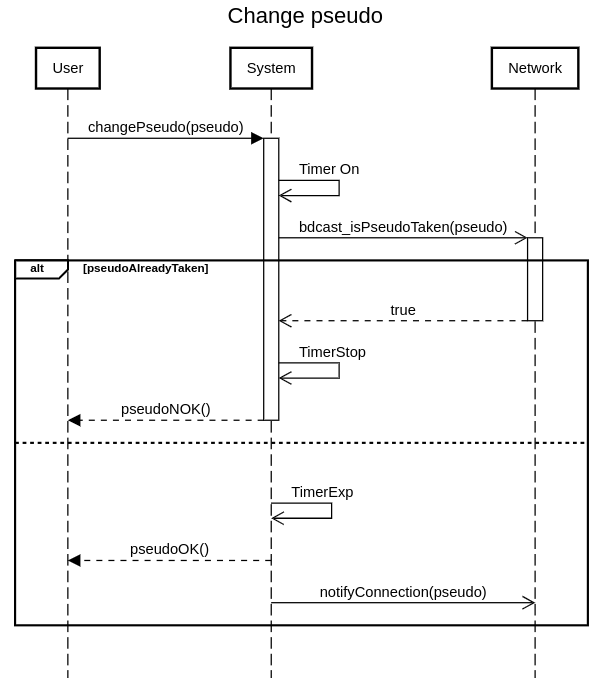 Change pseudo
User
System
Network
changePseudo(pseudo)
Timer On
bdcast_isPseudoTaken(pseudo)
alt
[pseudoAlreadyTaken]
true
TimerStop
pseudoNOK()
TimerExp
pseudoOK()
notifyConnection(pseudo)